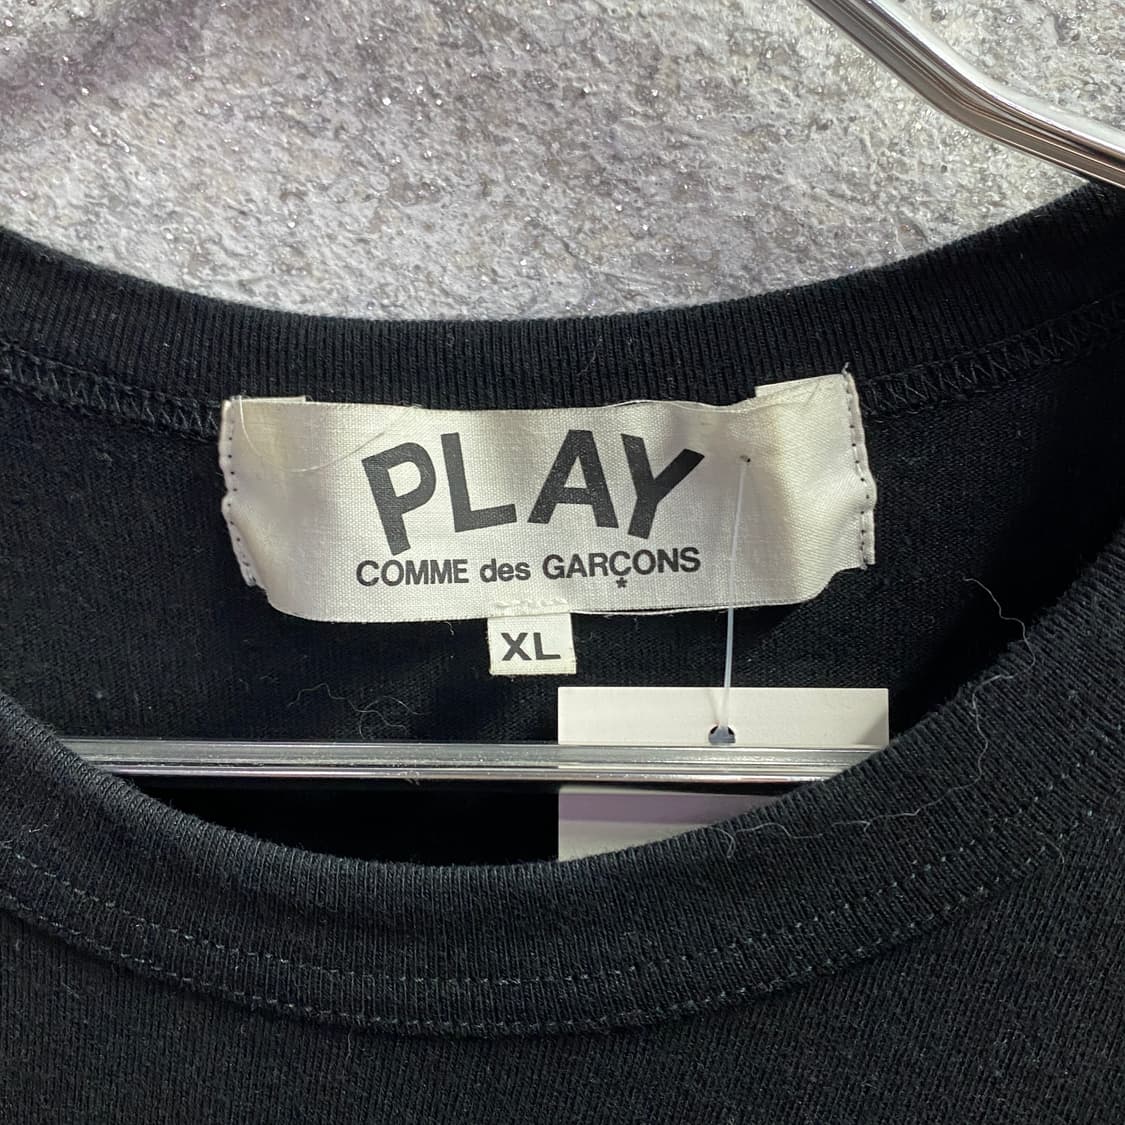 PLAY
COMME des GARÇONS
*
XL